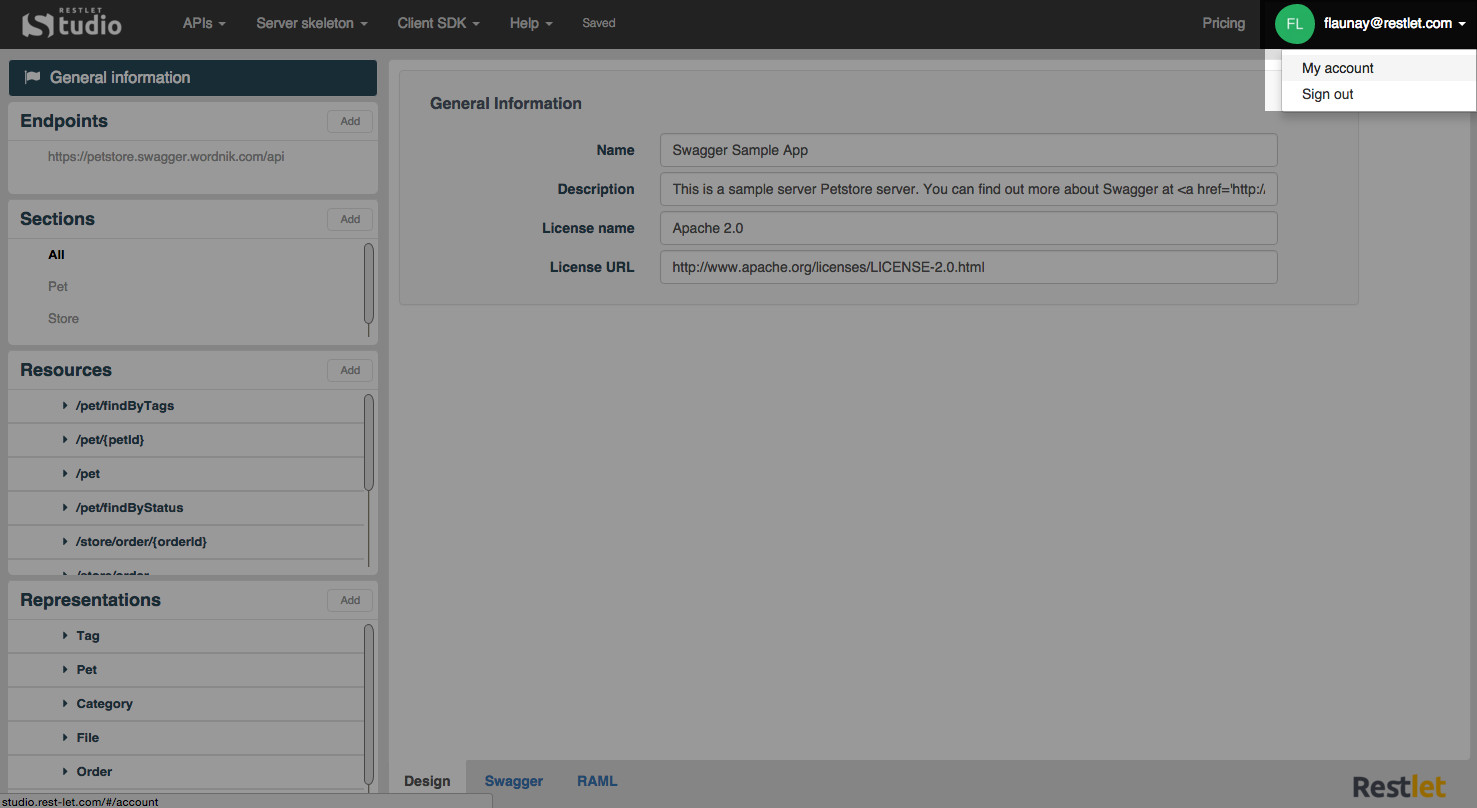 RESTLET
Studio
APIs
Server skeleton
Client SDK
Help
Saved
Pricing
FL
flaunay@restlet.com
My account
Sign out
General information
Endpoints
Add
https://petstore.swagger.wordnik.com/api
Sections
Add
All
Pet
Store
Resources
Add
/pet/findByTags
/pet/{petId}
/pet
/pet/findByStatus
/store/order/{orderId}
/store/order
Representations
Add
Tag
Pet
Category
File
Order
General Information
Name
Swagger Sample App
Description
This is a sample server Petstore server. You can find out more about Swagger at <a href='http:/
License name
Apache 2.0
License URL
http://www.apache.org/licenses/LICENSE-2.0.html
Design
Swagger
RAML
Restlet
studio.rest-let.com/#/account